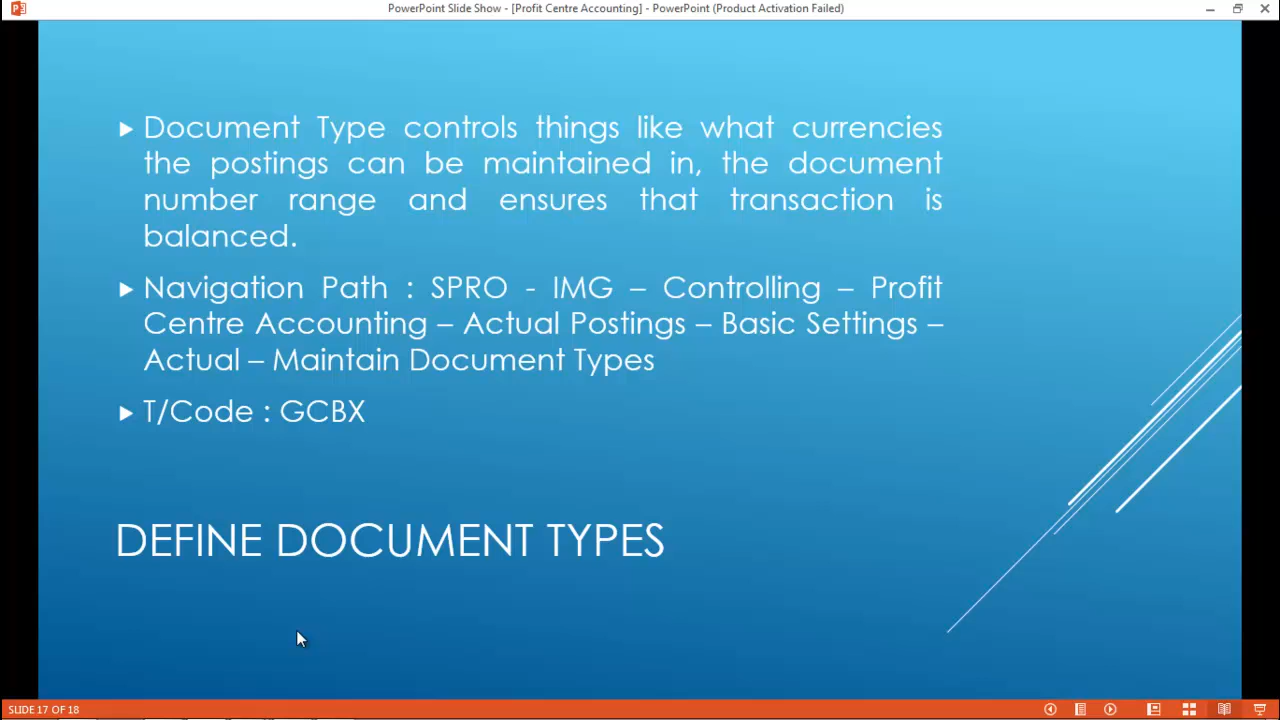 PowerPoint Slide Show - [Profit Centre Accounting] - PowerPoint (Product Activation Failed)
Document Type controls things like what currencies
the postings can be maintained in, the document
number range and ensures that transaction is
balanced.
Navigation Path : SPRO - IMG – Controlling – Profit
Centre Accounting – Actual Postings – Basic Settings –
Actual – Maintain Document Types
T/Code : GCBX
DEFINE DOCUMENT TYPES
SLIDE 17 OF 18